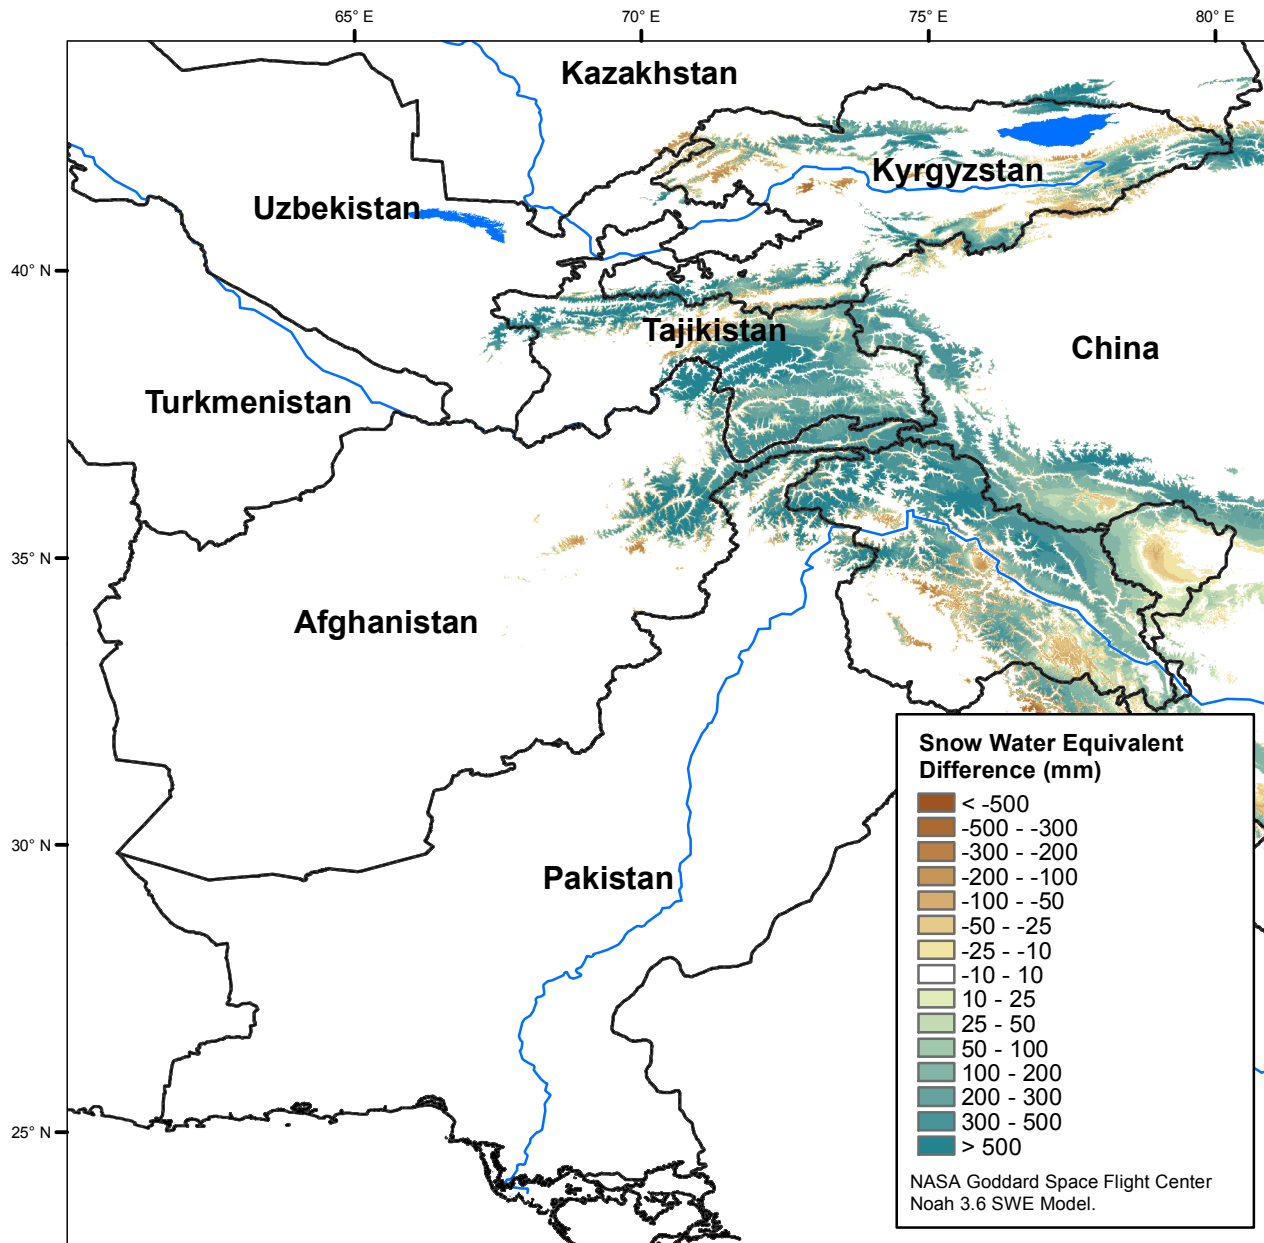 65° E
70° E
75° E
80° E
Kazakhstan
Kyrgyzstan
Uzbekistan
40° N
Tajikistan
China
Turkmenistan
35° N
Afghanistan
30° N
Pakistan
25° N
Snow Water Equivalent
Difference (mm)
< -500
-500 - -300
-300 - -200
-200 - -100
-100 - -50
-50 - -25
-25 - -10
-10 - 10
10 - 25
25 - 50
50 - 100
100 - 200
200 - 300
300 - 500
> 500
NASA Goddard Space Flight Center
Noah 3.6 SWE Model.